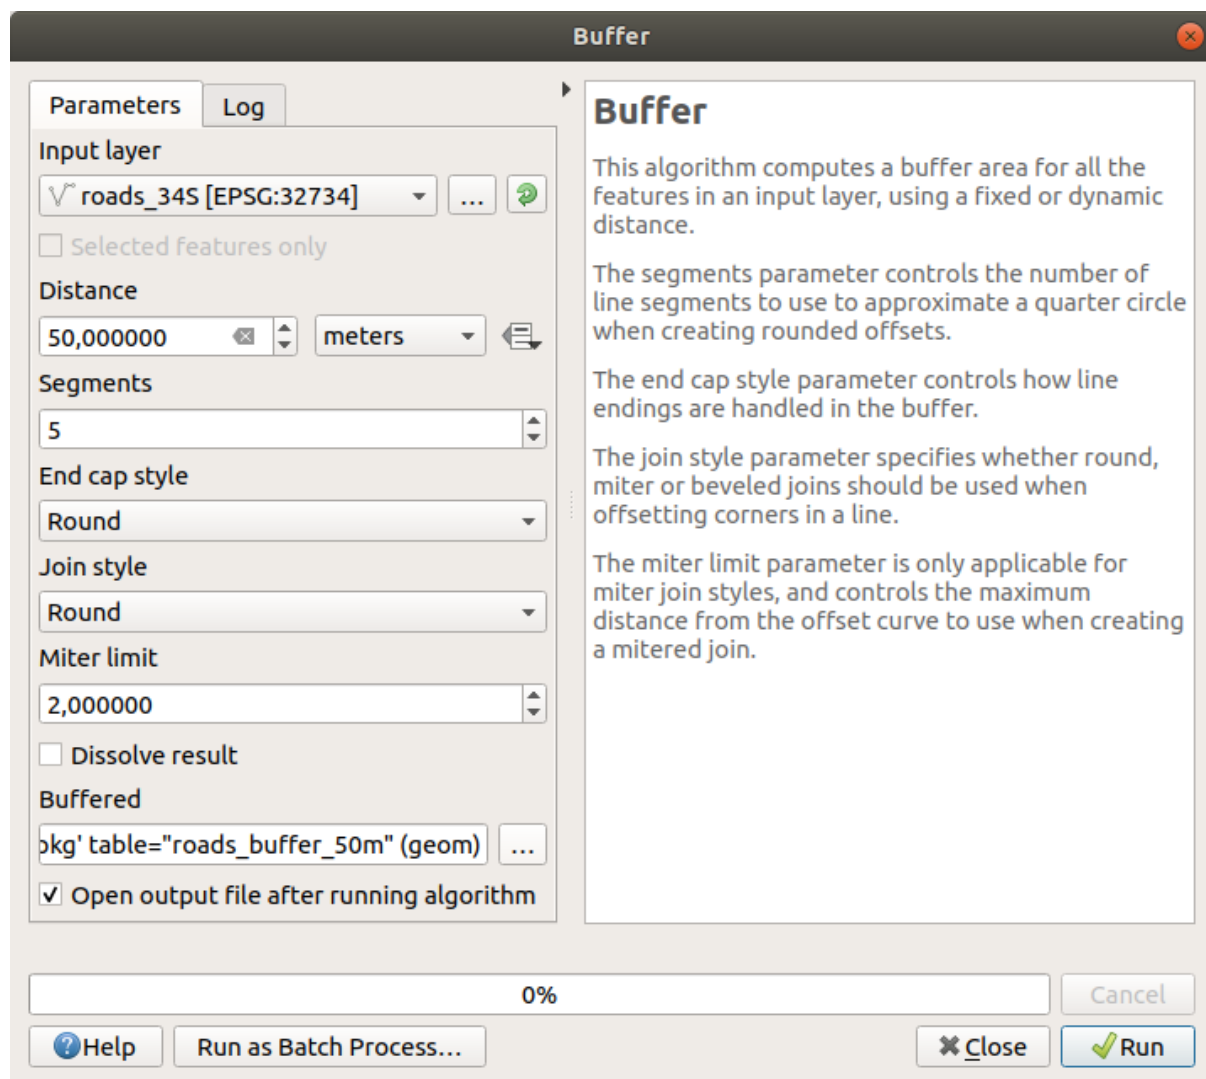 Buffer
Parameters
Log
Input layer
roads_34S [EPSG:32734]
...
Selected features only
Distance
50,000000
meters
Segments
5
End cap style
Round
Join style
Round
Miter limit
2,000000
Dissolve result
Buffered
okg' table="roads_buffer_50m" (geom)
...
Open output file after running algorithm
Buffer
This algorithm computes a buffer area for all the
features in an input layer, using a fixed or dynamic
distance.
The segments parameter controls the number of
line segments to use to approximate a quarter circle
when creating rounded offsets.
The end cap style parameter controls how line
endings are handled in the buffer.
The join style parameter specifies whether round,
miter or beveled joins should be used when
offsetting corners in a line.
The miter limit parameter is only applicable for
miter join styles, and controls the maximum
distance from the offset curve to use when creating
a mitered join.
0%
Cancel
Help
Run as Batch Process...
Close
Run